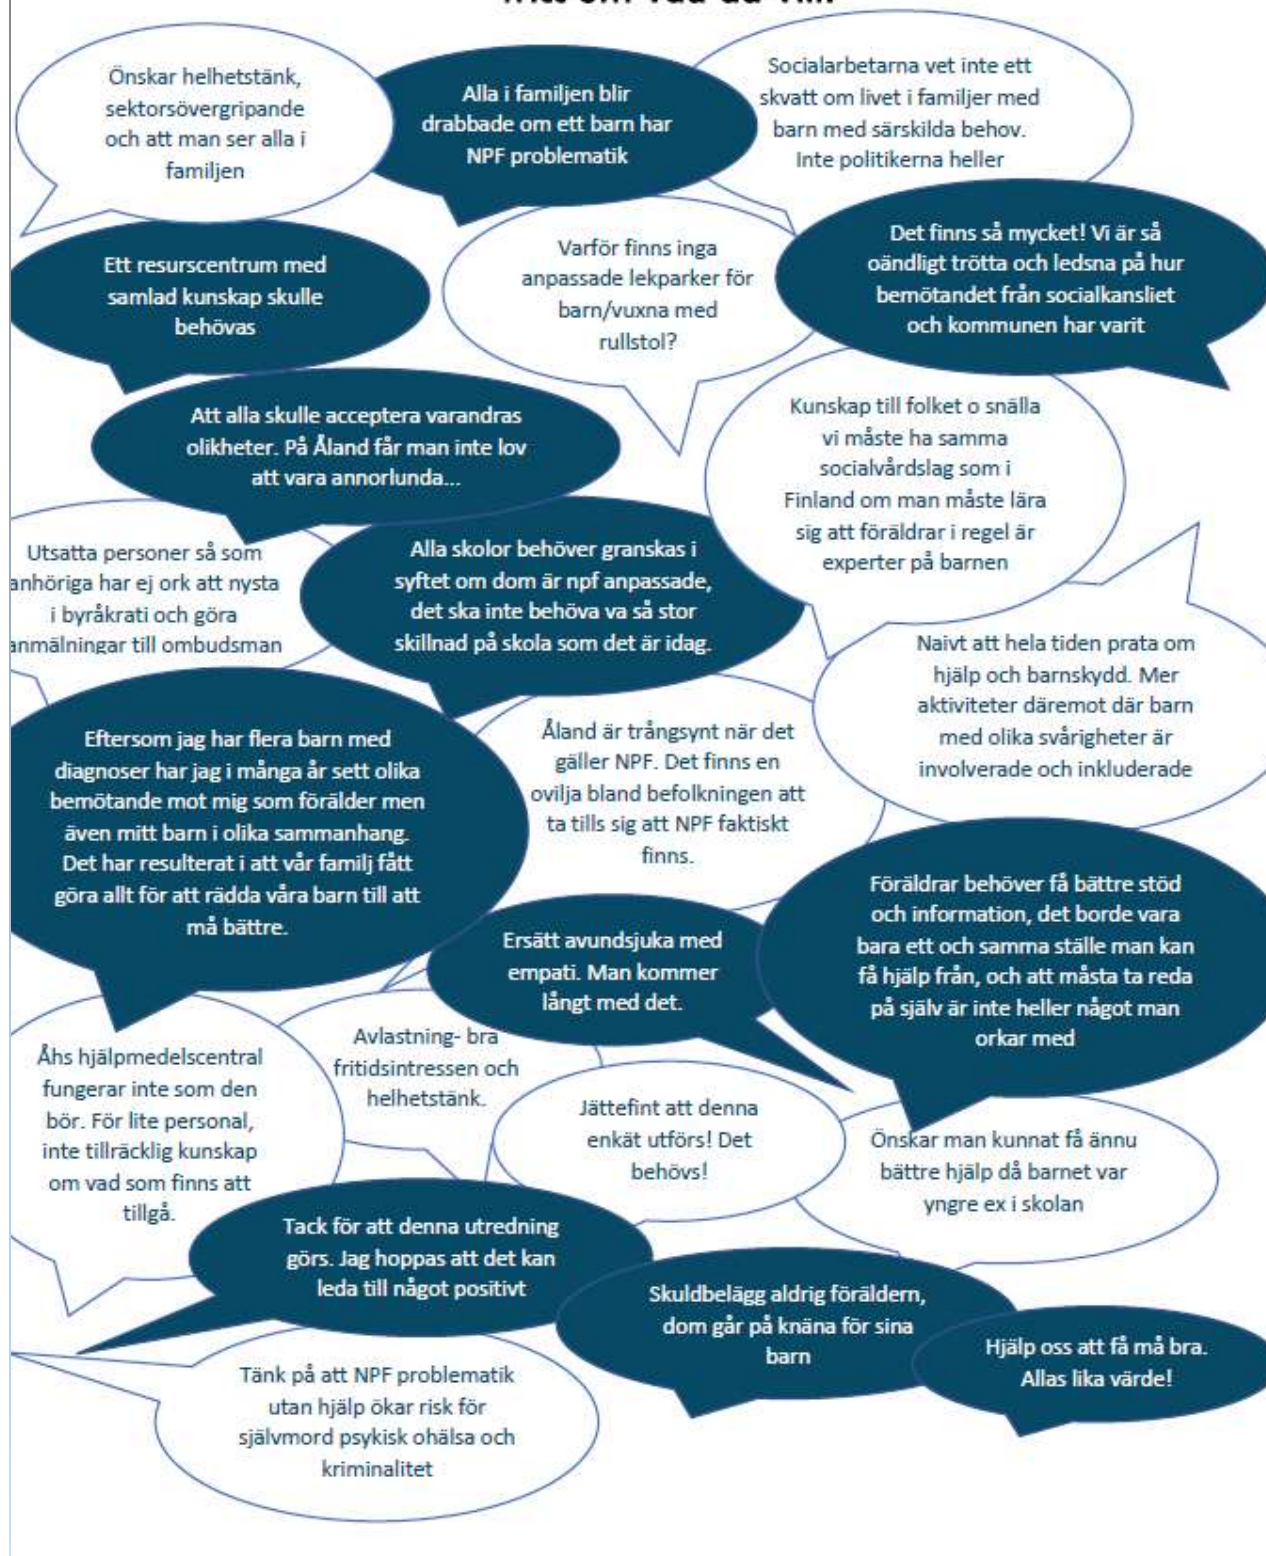 Önskar helhetstänk,
sektorsövergripande
och att man ser alla i
familjen
Alla i familjen blir
drabbade om ett barn har
NPF problematik
Socialarbetarna vet inte ett
skvatt om livet i familjer med
barn med särskilda behov.
Inte politikerna heller
Ett resurscentrum med
samlad kunskap skulle
behövas
Varför finns inga
anpassade lekparker för
barn/vuxna med
rullstol?
Det finns så mycket! Vi är så
oändligt trötta och ledsna på hur
bemötandet från socialkansliet
och kommunen har varit
Att alla skulle acceptera varandras
olikheter. På Åland får man inte lov
att vara annorlunda...
Kunskap till folket o snälla
vi måste ha samma
socialvårdslag som i
Finland om man måste lära
sig att föräldrar i regel är
experter på barnen
Utsatta personer så som
anhöriga har ej ork att nysta
i byråkrati och göra
anmälningar till ombudsman
Alla skolor behöver granskas i
syftet om dom är npf anpassade,
det ska inte behöva va så stor
skillnad på skola som det är idag.
Naivt att hela tiden prata om
hjälp och barnskydd. Mer
aktiviteter däremot där barn
med olika svårigheter är
involverade och inkluderade
Eftersom jag har flera barn med
diagnoser har jag i många år sett olika
bemötande mot mig som förälder men
även mitt barn i olika sammanhang.
Det har resulterat i att vår familj fått
göra allt för att rädda våra barn till att
må bättre.
Åland är trångsynt när det
gäller NPF. Det finns en
ovilja bland befolkningen att
ta tills sig att NPF faktiskt
finns.
Ersätt avundsjuka med
empati. Man kommer
långt med det.
Föräldrar behöver få bättre stöd
och information, det borde vara
bara ett och samma ställe man kan
få hjälp från, och att måsta ta reda
på själv är inte heller något man
orkar med
Åhs hjälpmedelscentral
fungerar inte som den
bör. För lite personal,
inte tillräcklig kunskap
om vad som finns att
tillgå.
Avlastning- bra
fritidsintressen och
helhetstänk.
Jättefint att denna
enkät utförs! Det
behövs!
Önskar man kunnat få ännu
bättre hjälp då barnet var
yngre ex i skolan
Tack för att denna utredning
görs. Jag hoppas att det kan
leda till något positivt
Skuldbelägg aldrig föräldern,
dom går på knäna för sina
barn
Hjälp oss att få må bra.
Allas lika värde!
Tänk på att NPF problematik
utan hjälp ökar risk för
självmord psykisk ohälsa och
kriminalitet